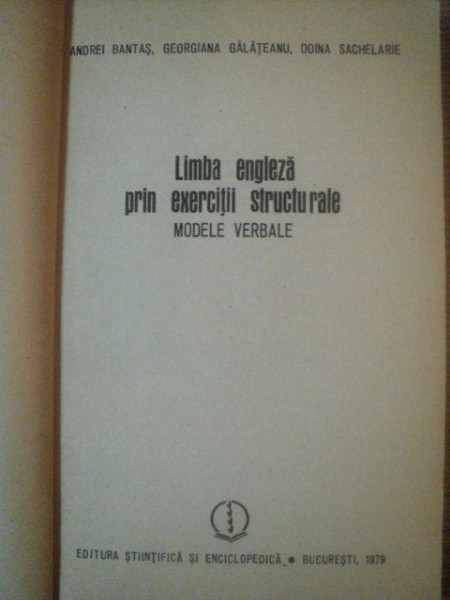 ANDREI BANTAŞ, GEORGIANA GĂLĂŢEANU, DOINA SACHELARIE
Limba engleză
prin exerciţii structurale
MODELE VERBALE
EDITURA ŞTIINŢIFICĂ ŞI ENCICLOPEDICĂ ● BUCUREŞTI, 1979